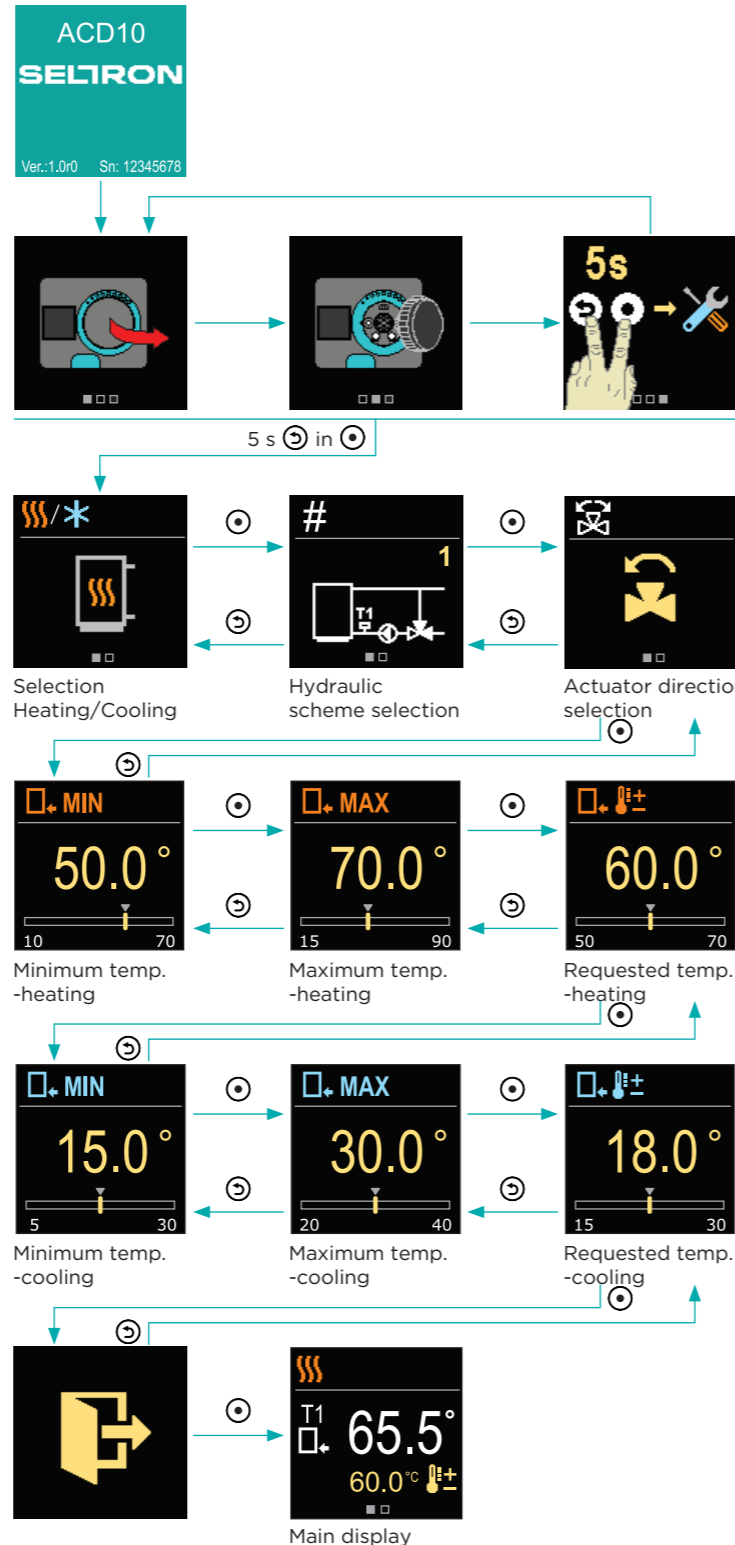 ACD10
SELTRON
Ver.:1.0r0 Sn: 12345678
5s
5 s in
#
1
T1
Selection
Heating/Cooling
Hydraulic
scheme selection
Actuator directio
selection
MIN
50.0°
10 70
Minimum temp.
-heating
MAX
70.0°
15 90
Maximum temp.
-heating
60.0°
50 70
Requested temp.
-heating
MIN
15.0°
5 30
Minimum temp.
-cooling
MAX
30.0°
20 40
Maximum temp.
-cooling
18.0°
15 30
Requested temp.
-cooling
T1
65.5°
60.0°C
Main display